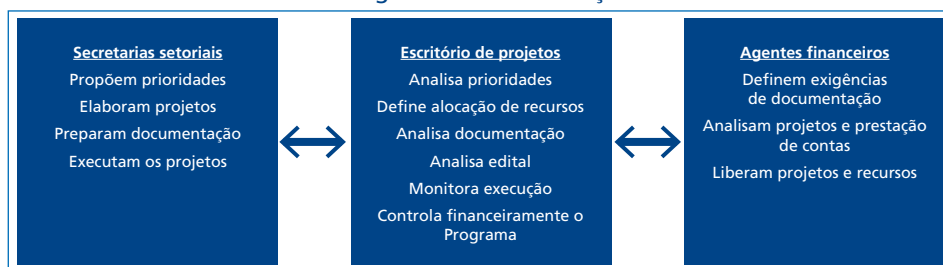 Secretarias setoriais
Propõem prioridades
Elaboram projetos
Preparam documentação
Executam os projetos
Escritório de projetos
Analisa prioridades
Define alocação de recursos
Analisa documentação
Analisa edital
Monitora execução
Controla financeiramente o
Programa
Agentes financeiros
Definem exigências
de documentação
Analisam projetos e prestação
de contas
Liberam projetos e recursos